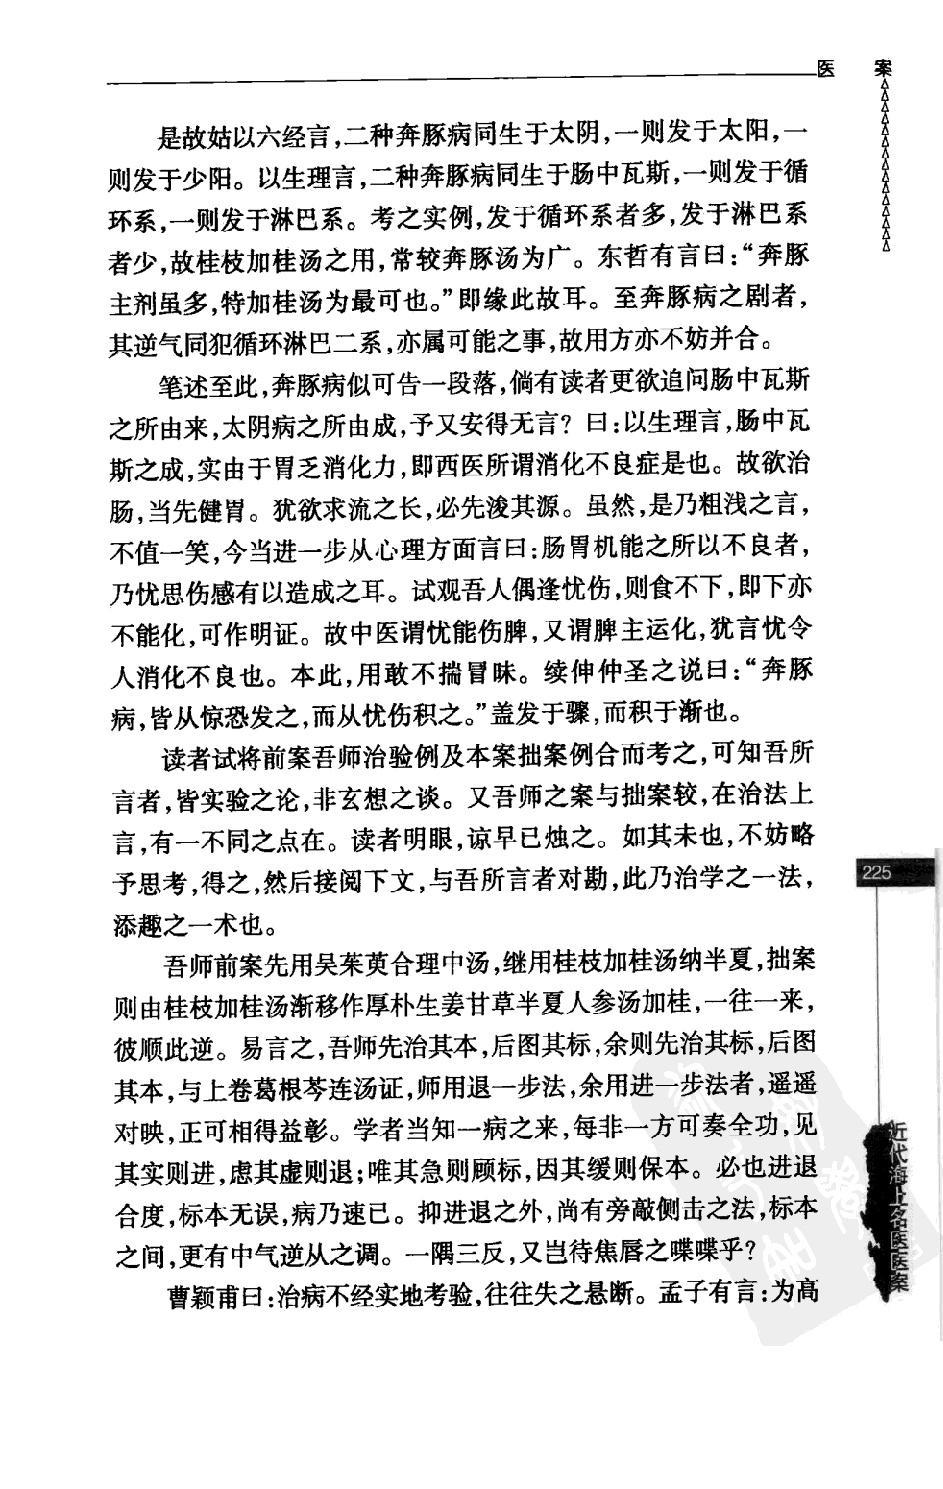 医 案
是故姑以六经言,二种奔豚病同生于太阴,一则发于太阳,一
则发于少阳。以生理言,二种奔豚病同生于肠中瓦斯,一则发于循
环系,一则发于淋巴系。考之实例,发于循环系者多,发于淋巴系
者少,故桂枝加桂汤之用,常较奔豚汤为广。东哲有言曰:“奔豚
主剂虽多,特加桂汤为最可也。”即缘此故耳。至奔豚病之剧者,
其逆气同犯循环淋巴二系,亦属可能之事,故用方亦不妨并合。
笔述至此,奔豚病似可告一段落,倘有读者更欲追问肠中瓦斯
之所由来,太阴病之所由成,予又安得无言?曰:以生理言,肠中瓦
斯之成,实由于胃乏消化力,即西医所谓消化不良症是也。故欲治
肠,当先健胃。犹欲求流之长,必先浚其源。虽然,是乃粗浅之言,
不值一笑,今当进一步从心理方面言曰:肠胃机能之所以不良者,
乃忧思伤感有以造成之耳。试观吾人偶逢忧伤,则食不下,即下亦
不能化,可作明证。故中医谓忧能伤脾,又谓脾主运化,犹言忧令
人消化不良也。本此,用敢不揣冒昧。续伸仲圣之说曰:“奔豚
病,皆从惊恐发之,而从忧伤积之。”盖发于骤,而积于渐也。
读者试将前案吾师治验例及本案拙案例合而考之,可知吾所
言者,皆实验之论,非玄想之谈。又吾师之案与拙案较,在治法上
言,有一不同之点在。读者明眼,谅早已烛之。如其未也,不妨略
予思考,得之,然后接阅下文,与吾所言者对勘,此乃治学之一法,
添趣之一术也。
吾师前案先用吴茱萸合理中汤,继用桂枝加桂汤纳半夏,拙案
则由桂枝加桂汤渐移作厚朴生姜甘草半夏人参汤加桂,一往一来,
彼顺此逆。易言之,吾师先治其本,后图其标,余则先治其标,后图
其本,与上卷葛根芩连汤证,师用退一步法,余用进一步法者,遥遥
对映,正可相得益彰。学者当知一病之来,每非一方可奏全功,见
其实则进,虑其虚则退;唯其急则顾标,因其缓则保本。必也进退
合度,标本无误,病乃速已。抑进退之外,尚有旁敲侧击之法,标本
之间,更有中气逆从之调。一隅三反,又岂待焦唇之喋喋乎?
曹颖甫曰:治病不经实地考验,往往失之悬断。孟子有言:为高
225
近代海上名医医案